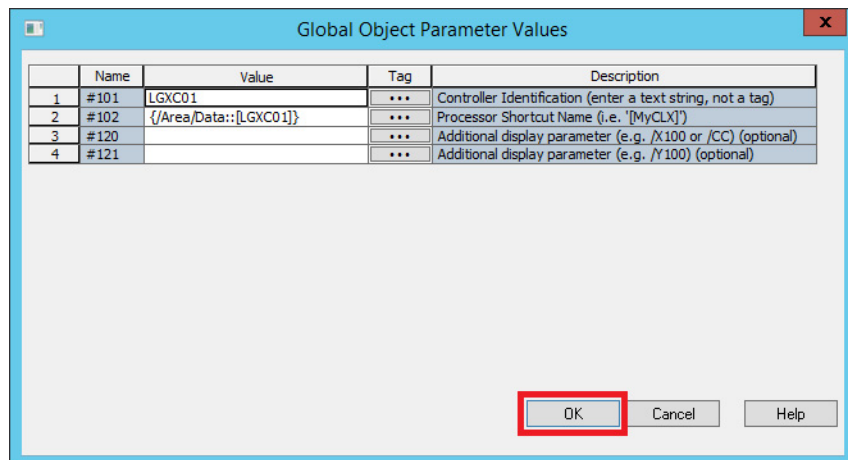 Global Object Parameter Values
x
Name Value Tag Description
1 #101 LGXC01 ... Controller Identification (enter a text string, not a tag)
2 #102 {/Area/Data::[LGXC01]} ... Processor Shortcut Name (i.e. '[MyCLX]')
3 #120 ... Additional display parameter (e.g. /X100 or /CC) (optional)
4 #121 ... Additional display parameter (e.g. /Y100) (optional)
OK Cancel Help